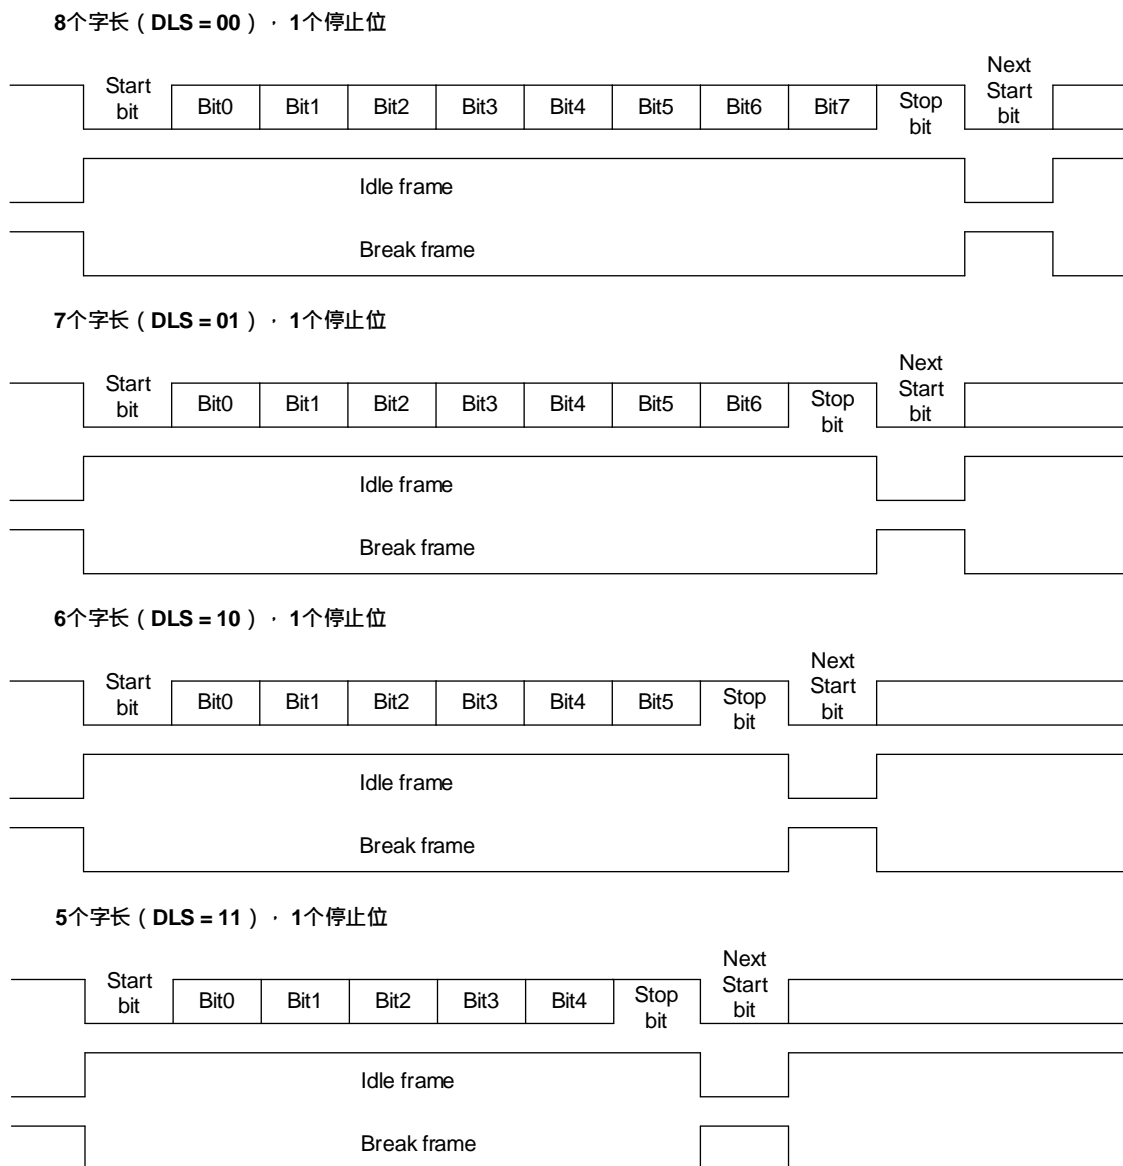 8个字长（DLS = 00），1个停止位
Next
Start
Start
bit
Bit0 Bit1 Bit2 Bit3 Bit4 Bit5 Bit6 Bit7
Stop
bit
bit
Idle frame
Break frame
7个字长（DLS = 01），1个停止位
Next
Start
Start
bit
Bit0 Bit1 Bit2 Bit3 Bit4 Bit5 Bit6
Stop
bit
bit
Idle frame
Break frame
6个字长（DLS = 10），1个停止位
Next
Start
Start
bit
Bit0 Bit1 Bit2 Bit3 Bit4 Bit5
Stop
bit
bit
Idle frame
Break frame
5个字长（DLS = 11），1个停止位
Next
Start
Start
bit
Bit0 Bit1 Bit2 Bit3 Bit4
Stop
bit
bit
Idle frame
Break frame